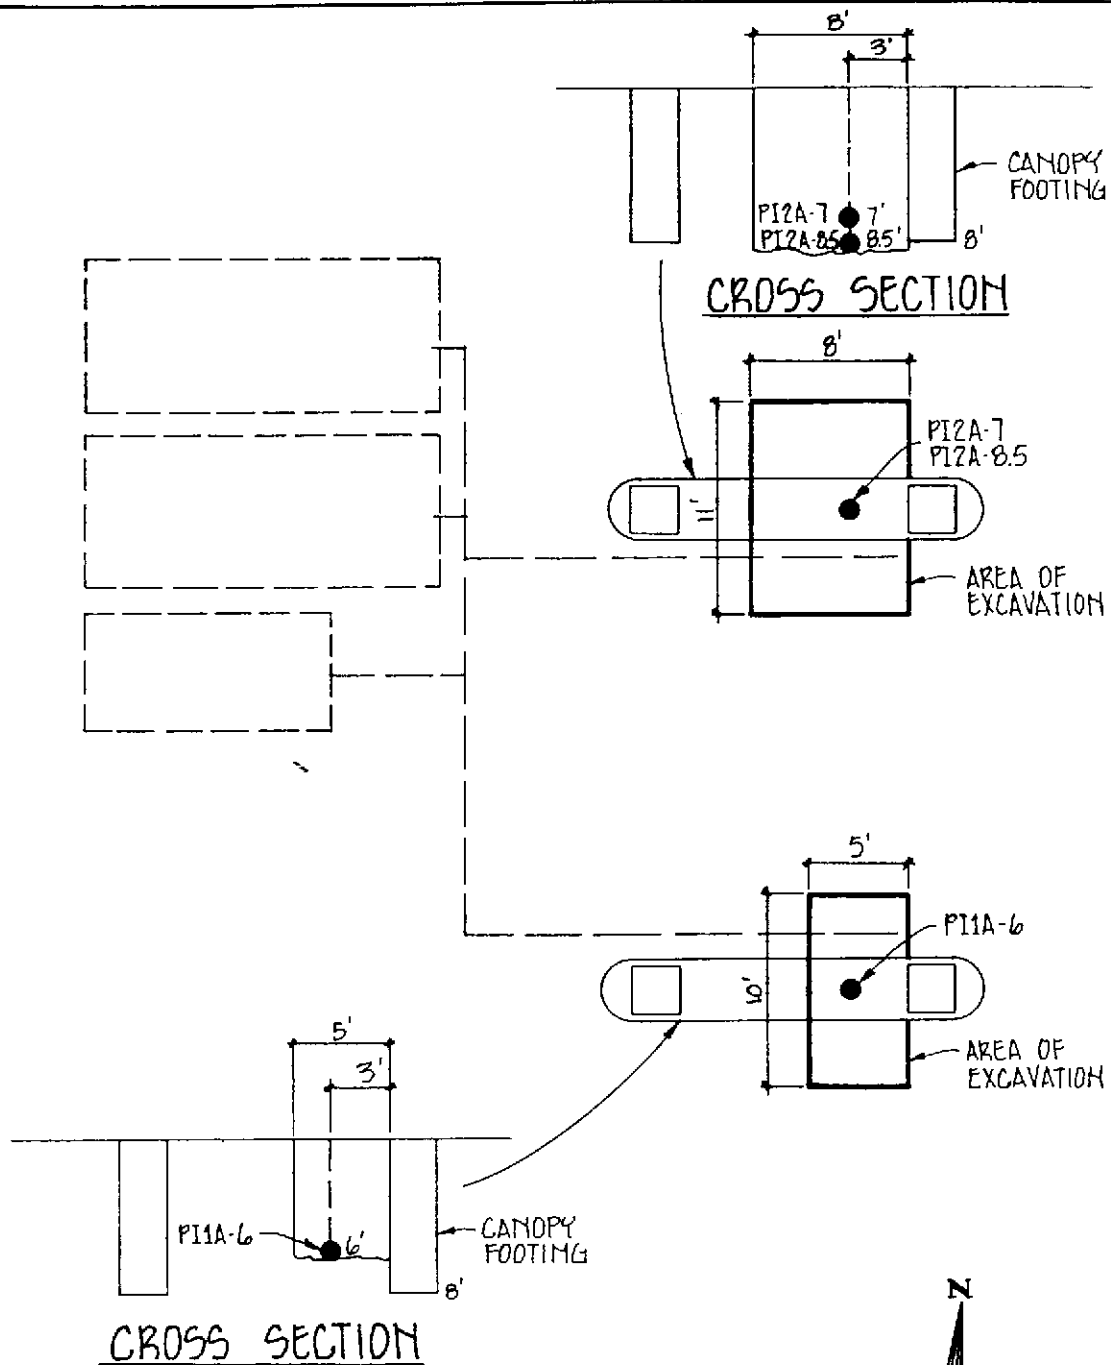 8'
3'
CANOPY
FOOTING
PI2A-7 7'
PI2A-8.5 8.5'
8'
CROSS SECTION
8'
PI2A-7
PI2A-8.5
11'
AREA OF
EXCAVATION
5'
PI1A-6
10'
AREA OF
EXCAVATION
5'
3'
PI1A-6 6'
CANOPY
FOOTING
8'
CROSS SECTION
N